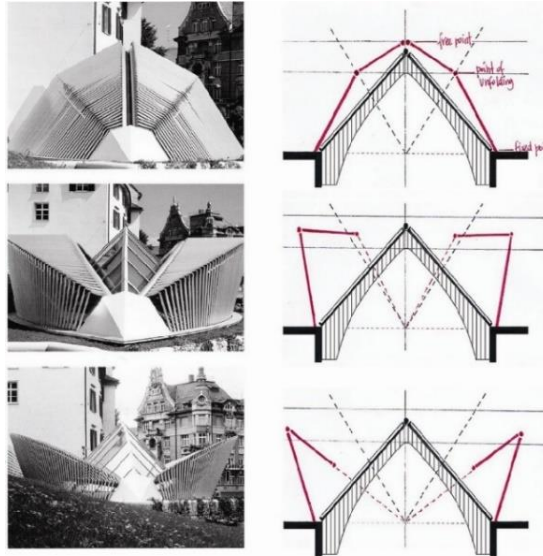 free point
point of
unfolding
fixed po